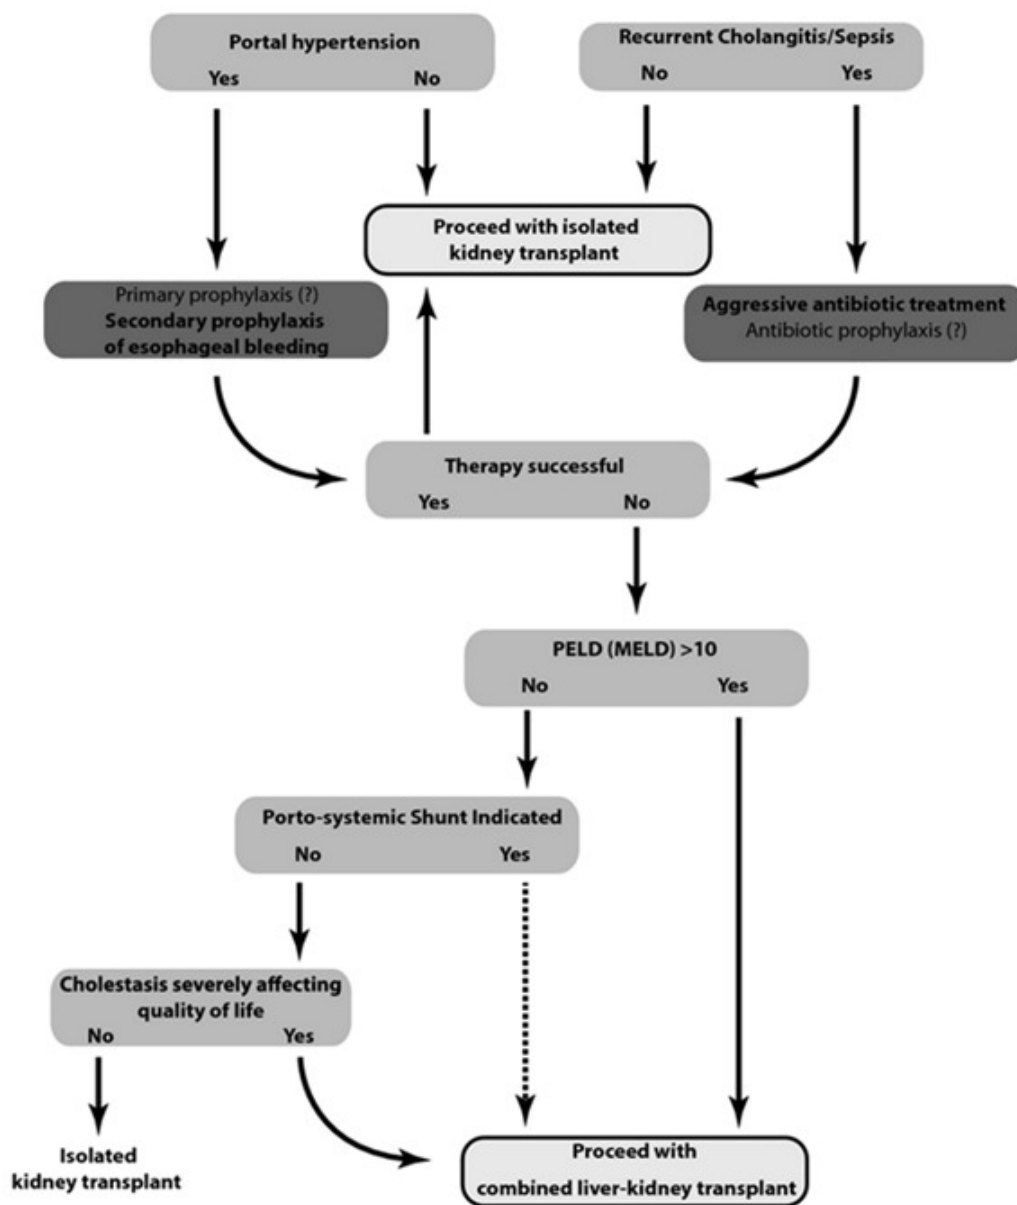 Portal hypertension
Yes No
Recurrent Cholangitis/Sepsis
No Yes
Proceed with isolated
kidney transplant
Primary prophylaxis (?)
Secondary prophylaxis
of esophageal bleeding
Aggressive antibiotic treatment
Antibiotic prophylaxis (?)
Therapy successful
Yes No
PELD (MELD) >10
No Yes
Porto-systemic Shunt Indicated
No Yes
Cholestasis severely affecting
quality of life
No Yes
Isolated
kidney transplant
Proceed with
combined liver-kidney transplant